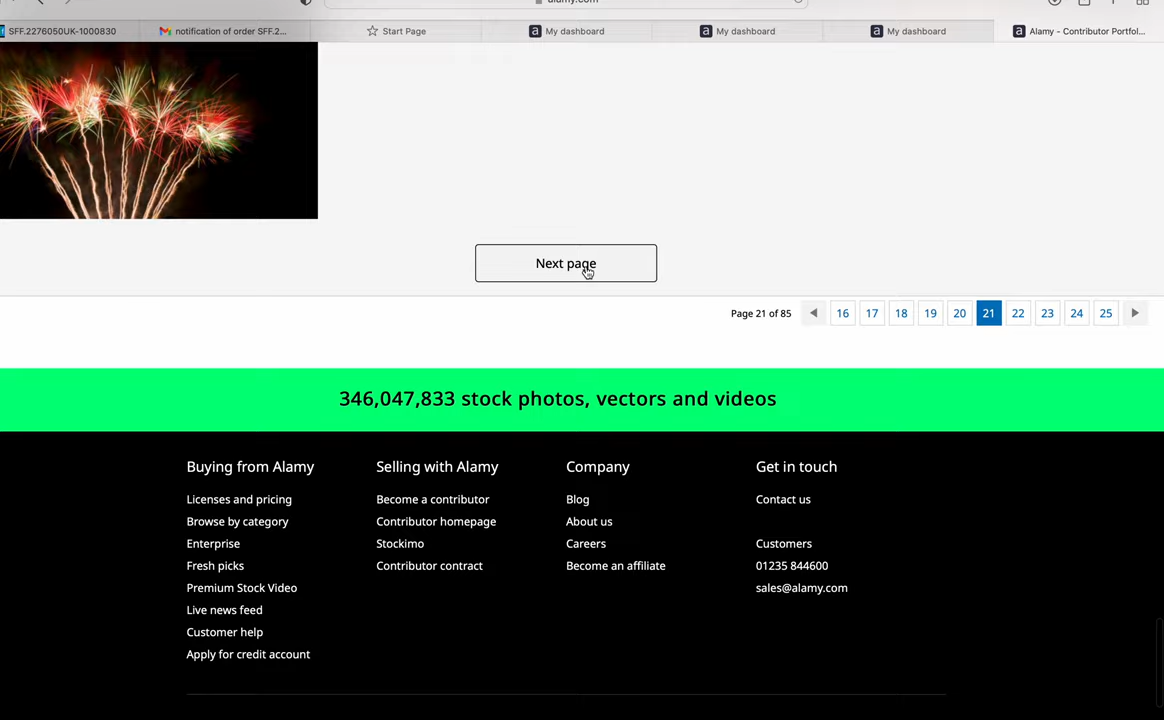 alamy.com
SFF.2276050UK-1000830
notification of order SFF.2...
Start Page
My dashboard
My dashboard
My dashboard
Alamy - Contributor Portfol...
Next page
Page 21 of 85
16 17 18 19 20 21 22 23 24 25
346,047,833 stock photos, vectors and videos
Buying from Alamy
Licenses and pricing
Browse by category
Enterprise
Fresh picks
Premium Stock Video
Live news feed
Customer help
Apply for credit account
Selling with Alamy
Become a contributor
Contributor homepage
Stockimo
Contributor contract
Company
Blog
About us
Careers
Become an affiliate
Get in touch
Contact us
Customers
01235 844600
sales@alamy.com